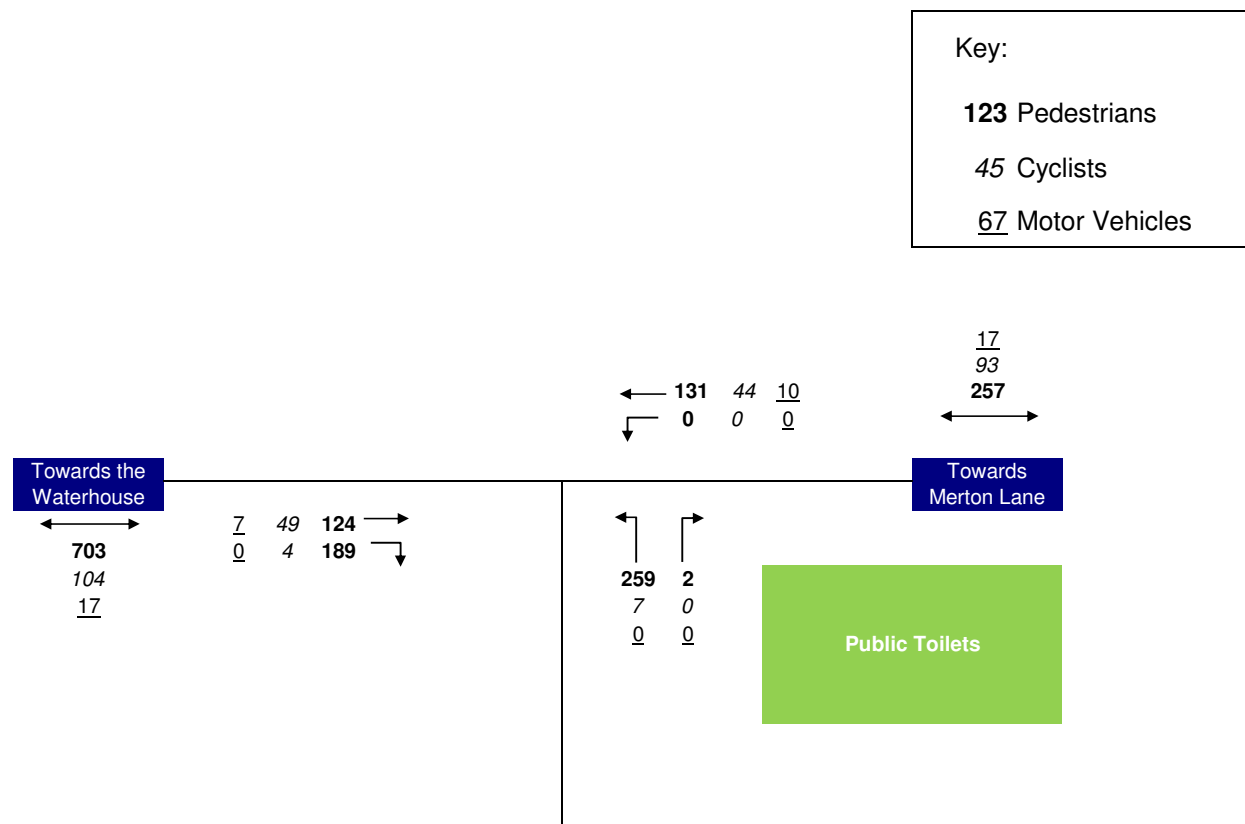 Key:
123 Pedestrians
45 Cyclists
67 Motor Vehicles
17
93
257
131 44 10
0 0 0
Towards the
Waterhouse
Towards
Merton Lane
703
104
17
7 49 124
0 4 189
259 2
7 0
0 0
Public Toilets